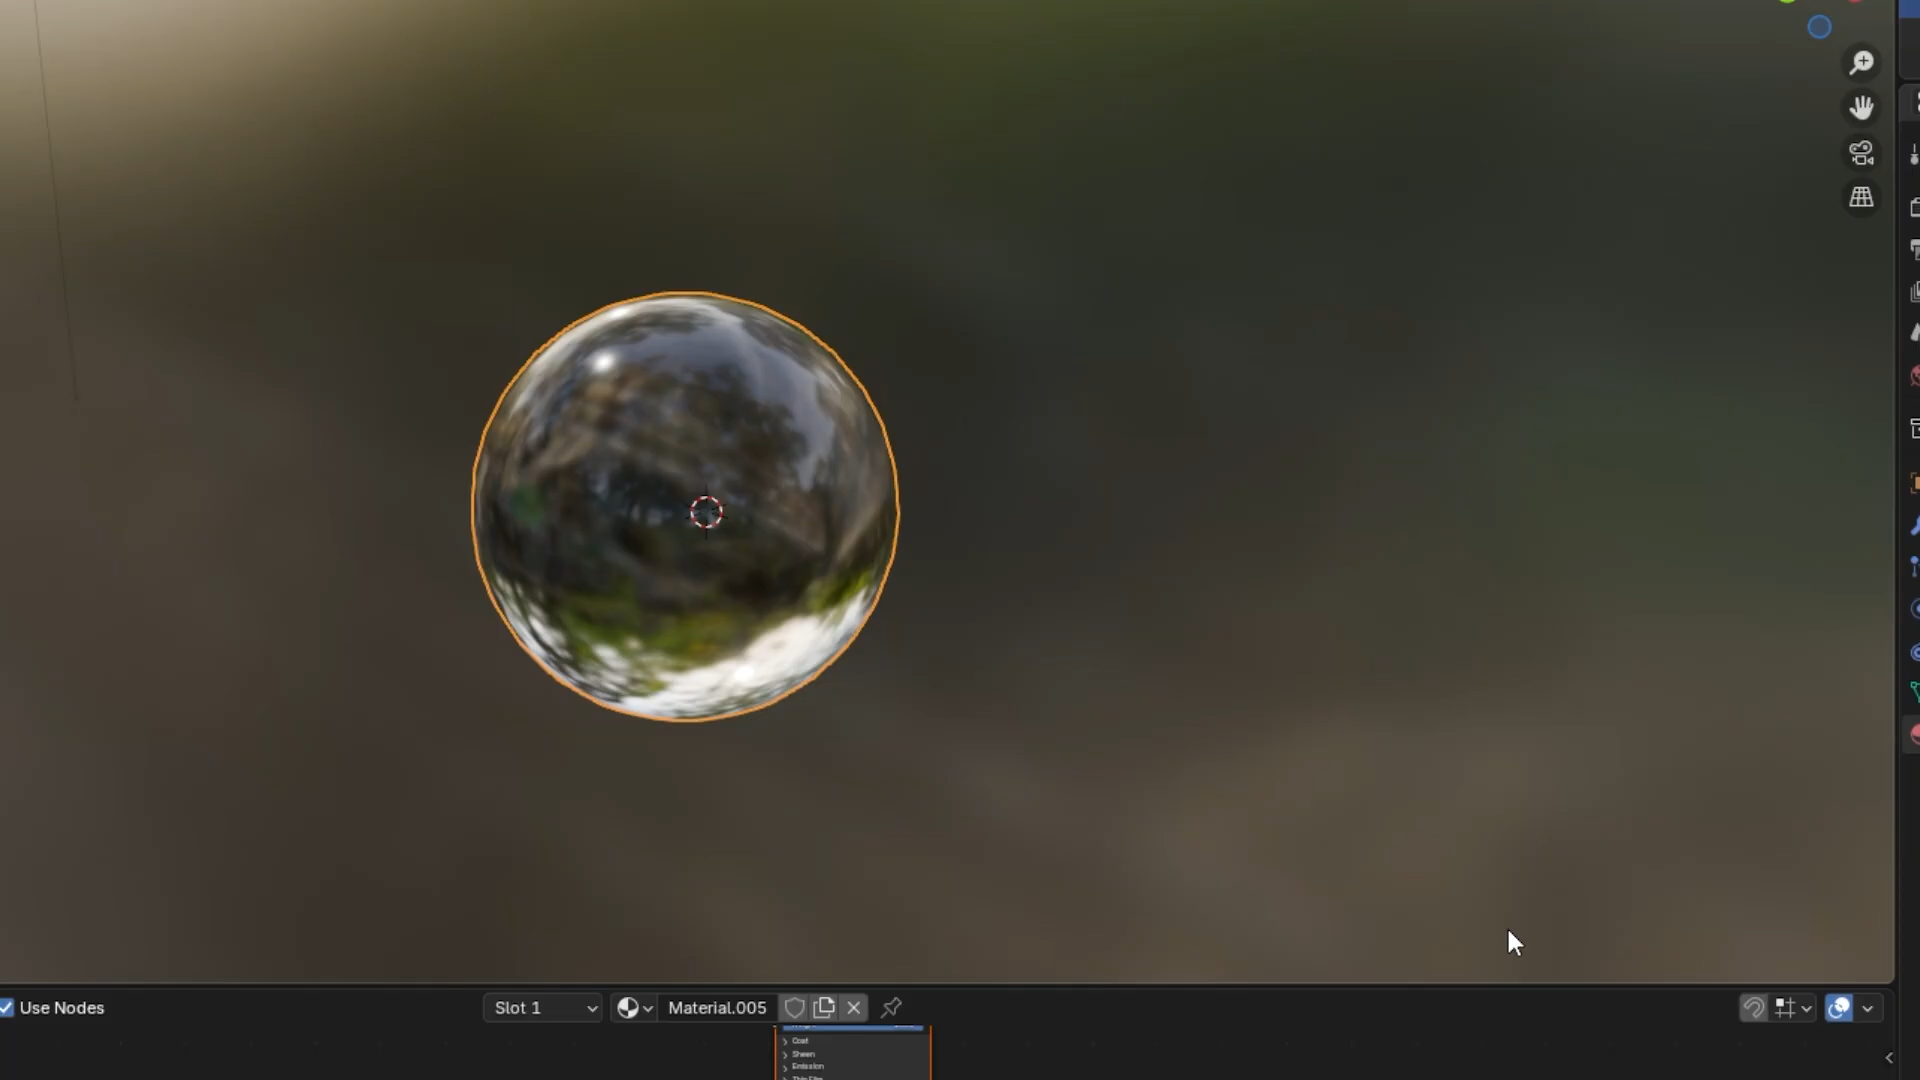 Use Nodes
Slot 1
Material.005
Coat
Sheen
Emission